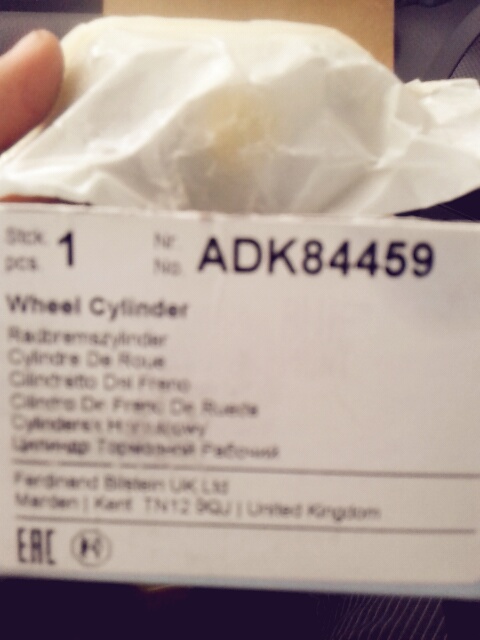 Stck. 1 Nr. ADK84459
pcs. No.
Wheel Cylinder
Radbremszylinder
Cylindre De Roue
Cilindretto Del Freno
Cilindro De Freno De Rueda
Cylinderek Hamulcowy
Цилиндр Тормозной Рабочий
Ferdinand Bilstein UK Ltd
Marden | Kent TN12 9QJ | United Kingdom
EAC